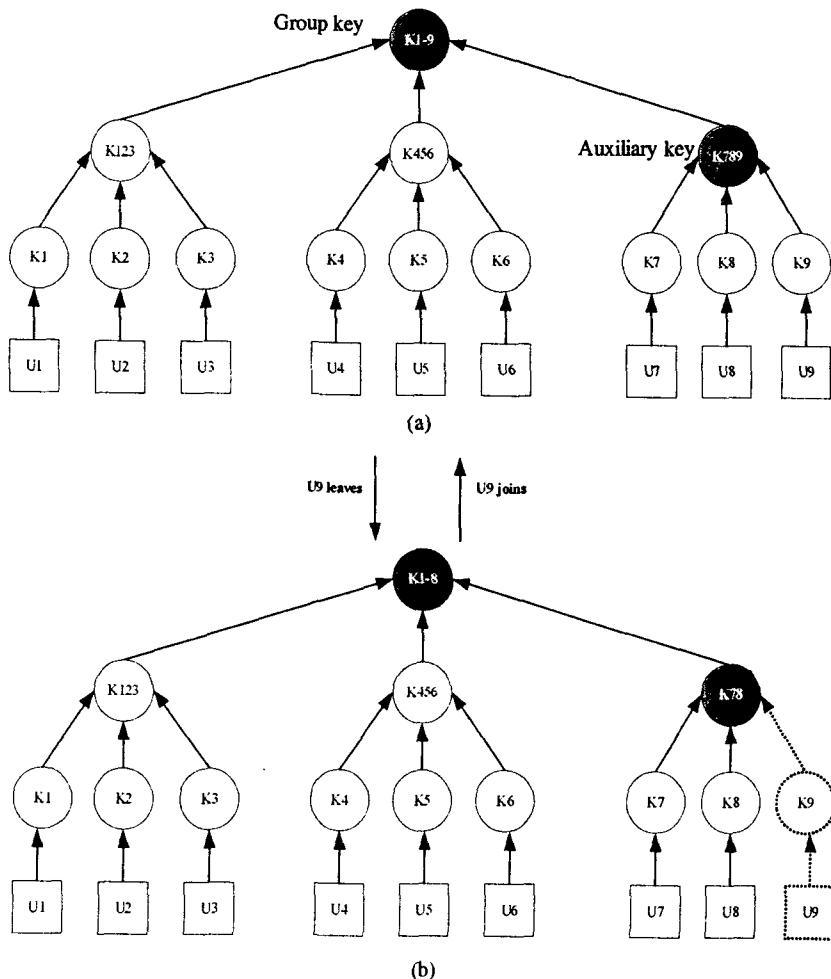 Group key
K1-9
K123
K456
Auxiliary key
K789
K1
K2
K3
K4
K5
K6
K7
K8
K9
U1
U2
U3
U4
U5
U6
U7
U8
U9
(a)
U9 leaves
U9 joins
K1-8
K123
K456
K78
K1
K2
K3
K4
K5
K6
K7
K8
K9
U1
U2
U3
U4
U5
U6
U7
U8
U9
(b)